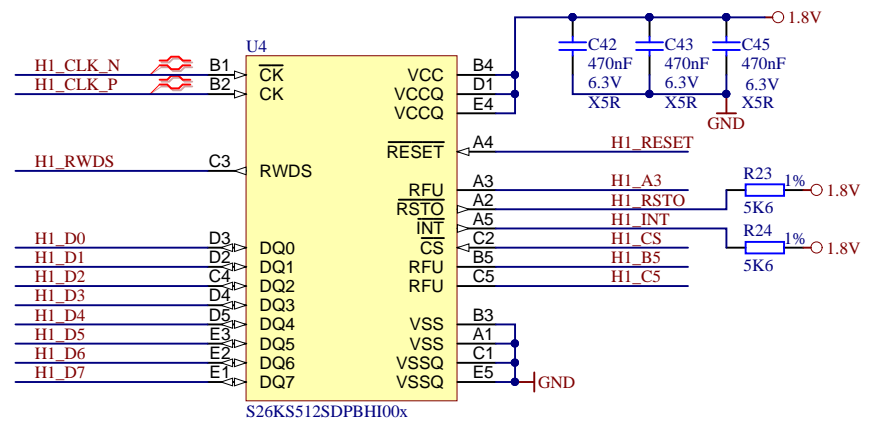 U4
1.8V
C42
470nF
6.3V
X5R
C43
470nF
6.3V
X5R
C45
470nF
6.3V
X5R
GND
H1_CLK_N B1 CK VCC B4
H1_CLK_P B2 CK VCCQ D1
VCCQ E4
RESET A4 H1_RESET
H1_RWDS C3 RWDS
RFU A3 H1_A3
RSTO A2 H1_RSTO
INT A5 H1_INT
R23
1%
1.8V
5K6
R24
1%
1.8V
5K6
H1_D0 D3 DQ0 CS C2 H1_CS
H1_D1 D2 DQ1 RFU B5 H1_B5
H1_D2 C4 DQ2 RFU C5 H1_C5
H1_D3 D4 DQ3
H1_D4 D5 DQ4 VSS B3
H1_D5 E3 DQ5 VSS A1
H1_D6 E2 DQ6 VSSQ C1
H1_D7 E1 DQ7 VSSQ E5
GND
S26KS512SDPBHI00x